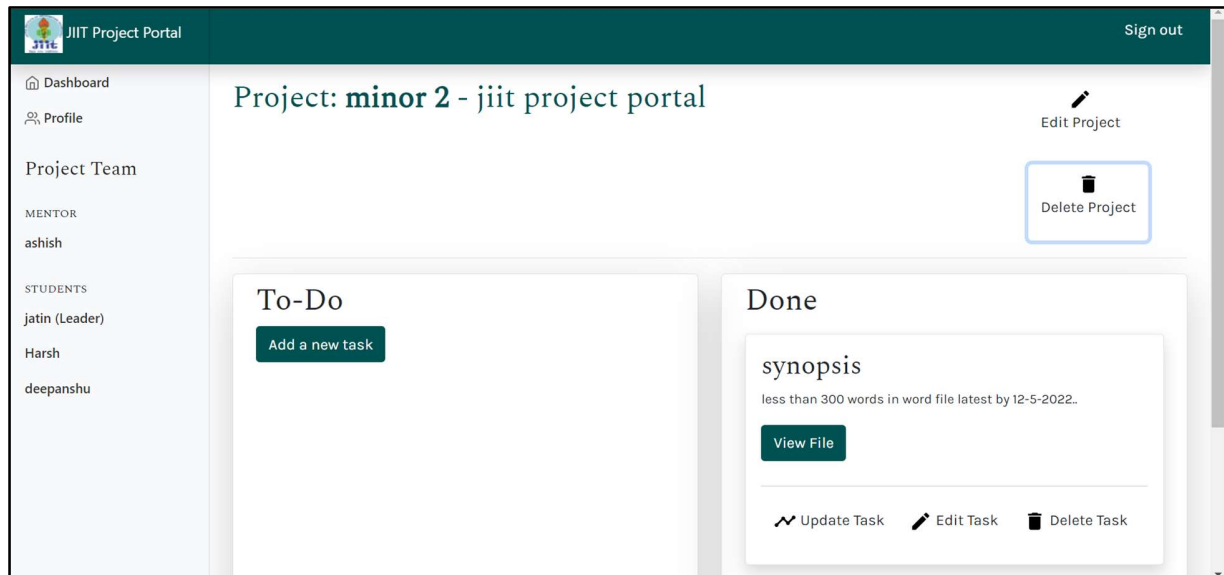 JIIT
JIIT Project Portal
Sign out
Dashboard
Profile
Project Team
MENTOR
ashish
STUDENTS
jatin (Leader)
Harsh
deepanshu
Project: minor 2 - jiit project portal
Edit Project
Delete Project
To-Do
Add a new task
Done
synopsis
less than 300 words in word file latest by 12-5-2022..
View File
Update Task
Edit Task
Delete Task